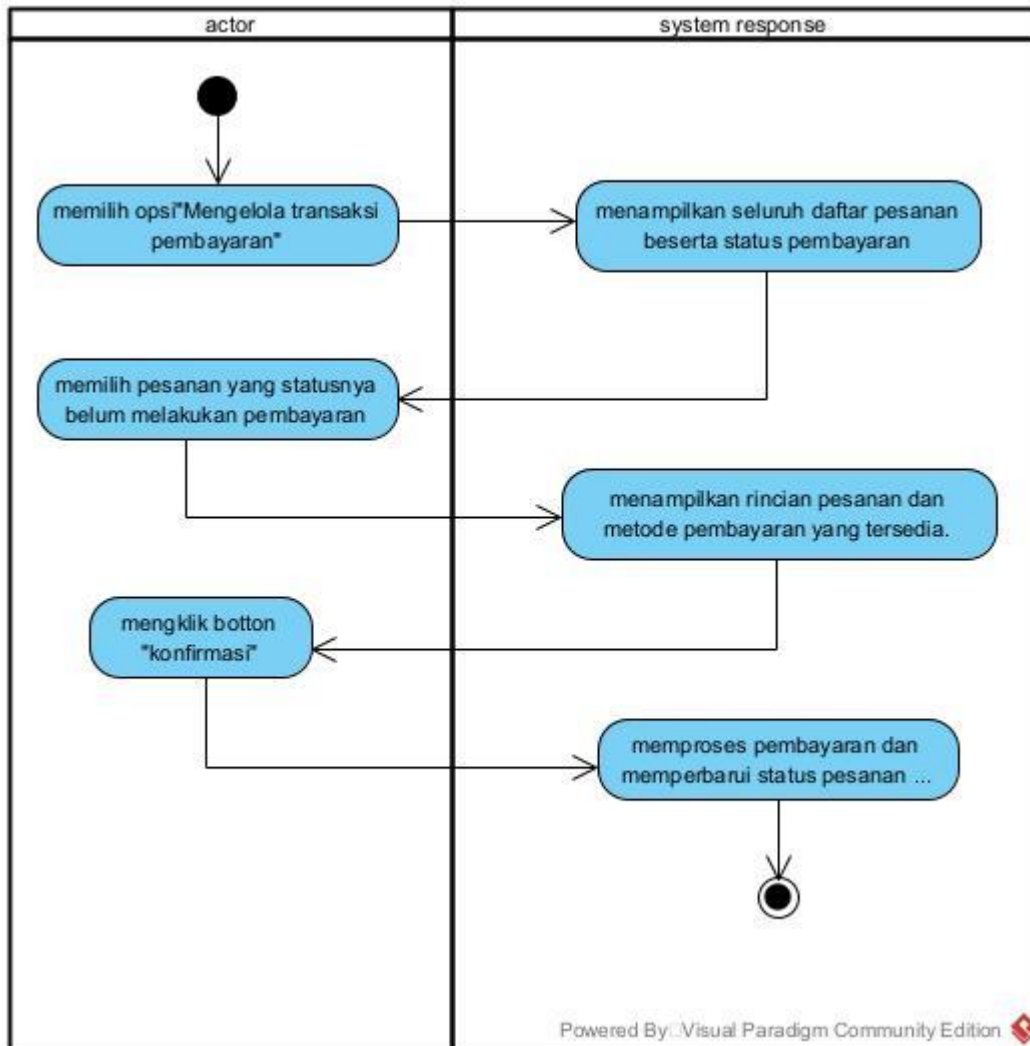 actor
system response
memilih opsi"Mengelola transaksi
pembayaran"
menampilkan seluruh daftar pesanan
beserta status pembayaran
memilih pesanan yang statusnya
belum melakukan pembayaran
menampilkan rincian pesanan dan
metode pembayaran yang tersedia.
mengklik botton
"konfirmasi"
memproses pembayaran dan
memperbarui status pesanan ...
Powered By Visual Paradigm Community Edition